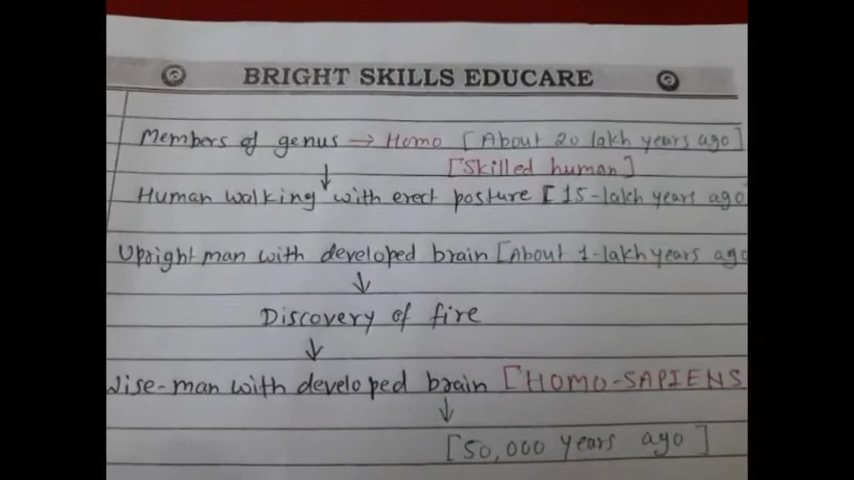 BRIGHT SKILLS EDUCARE
Members of genus → Homo [About 20 lakh years ago]
[Skilled human]
↓
Human walking with erect posture [15-lakh years ago
Upright man with developed brain [About 1-lakh years ago
↓
Discovery of fire
↓
Wise-man with developed brain [HOMO-SAPIENS
↓
[50,000 years ago]